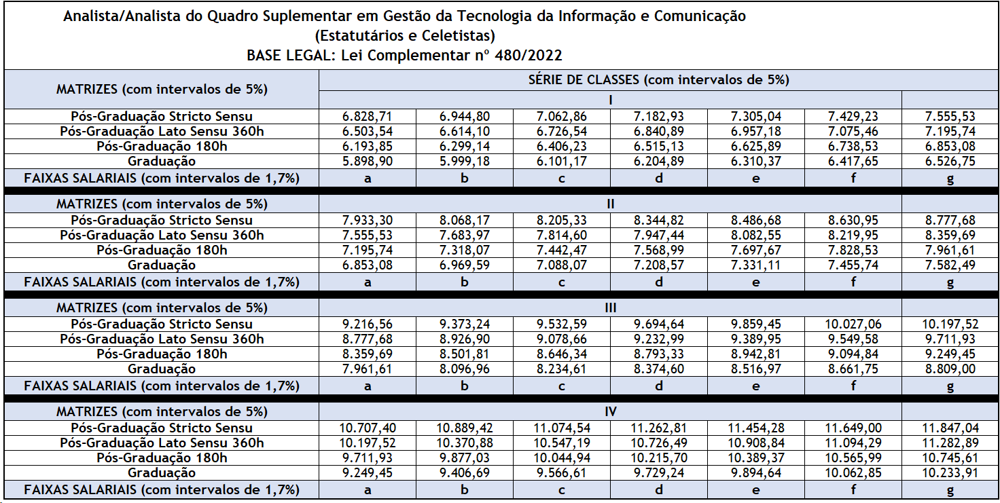 Analista/Analista do Quadro Suplementar em Gestão da Tecnologia da Informação e Comunicação
(Estatutários e Celetistas)
BASE LEGAL: Lei Complementar nº 480/2022
MATRIZES (com intervalos de 5%) SÉRIE DE CLASSES (com intervalos de 5%)
I
Pós-Graduação Stricto Sensu 6.828,71 6.944,80 7.062,86 7.182,93 7.305,04 7.429,23 7.555,53
Pós-Graduação Lato Sensu 360h 6.503,54 6.614,10 6.726,54 6.840,89 6.957,18 7.075,46 7.195,74
Pós-Graduação 180h 6.193,85 6.299,14 6.406,23 6.515,13 6.625,89 6.738,53 6.853,08
Graduação 5.898,90 5.999,18 6.101,17 6.204,89 6.310,37 6.417,65 6.526,75
FAIXAS SALARIAIS (com intervalos de 1,7%) a b c d e f g
MATRIZES (com intervalos de 5%) II
Pós-Graduação Stricto Sensu 7.933,30 8.068,17 8.205,33 8.344,82 8.486,68 8.630,95 8.777,68
Pós-Graduação Lato Sensu 360h 7.555,53 7.683,97 7.814,60 7.947,44 8.082,55 8.219,95 8.359,69
Pós-Graduação 180h 7.195,74 7.318,07 7.442,47 7.568,99 7.697,67 7.828,53 7.961,61
Graduação 6.853,08 6.969,59 7.088,07 7.208,57 7.331,11 7.455,74 7.582,49
FAIXAS SALARIAIS (com intervalos de 1,7%) a b c d e f g
MATRIZES (com intervalos de 5%) III
Pós-Graduação Stricto Sensu 9.216,56 9.373,24 9.532,59 9.694,64 9.859,45 10.027,06 10.197,52
Pós-Graduação Lato Sensu 360h 8.777,68 8.926,90 9.078,66 9.232,99 9.389,95 9.549,58 9.711,93
Pós-Graduação 180h 8.359,69 8.501,81 8.646,34 8.793,33 8.942,81 9.094,84 9.249,45
Graduação 7.961,61 8.096,96 8.234,61 8.374,60 8.516,97 8.661,75 8.809,00
FAIXAS SALARIAIS (com intervalos de 1,7%) a b c d e f g
MATRIZES (com intervalos de 5%) IV
Pós-Graduação Stricto Sensu 10.707,40 10.889,42 11.074,54 11.262,81 11.454,28 11.649,00 11.847,04
Pós-Graduação Lato Sensu 360h 10.197,52 10.370,88 10.547,19 10.726,49 10.908,84 11.094,29 11.282,89
Pós-Graduação 180h 9.711,93 9.877,03 10.044,94 10.215,70 10.389,37 10.565,99 10.745,61
Graduação 9.249,45 9.406,69 9.566,61 9.729,24 9.894,64 10.062,85 10.233,91
FAIXAS SALARIAIS (com intervalos de 1,7%) a b c d e f g